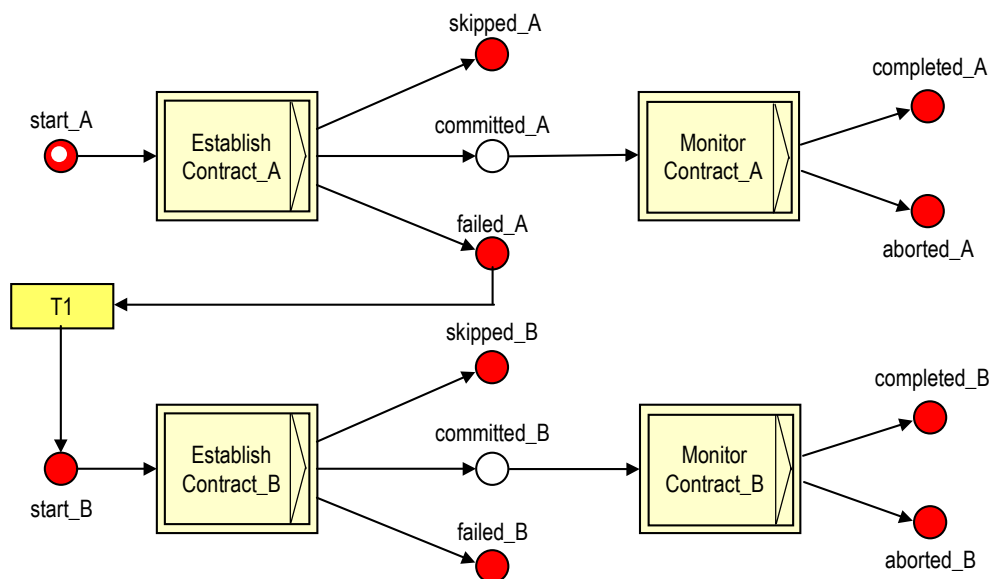 skipped_A
completed_A
start_A
Establish
Contract_A
committed_A
Monitor
Contract_A
failed_A
aborted_A
T1
skipped_B
completed_B
Establish
Contract_B
committed_B
Monitor
Contract_B
start_B
failed_B
aborted_B